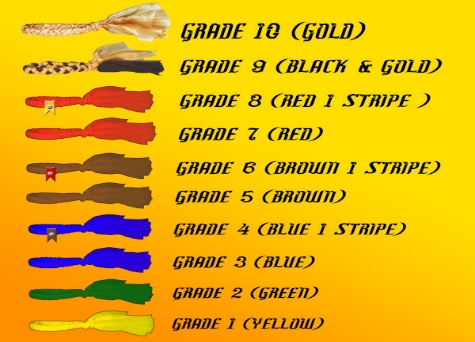 GRADE 10 (GOLD)
GRADE 9 (BLACK & GOLD)
GRADE 8 (RED 1 STRIPE )
GRADE 7 (RED)
GRADE 6 (BROWN 1 STRIPE)
GRADE 5 (BROWN)
GRADE 4 (BLUE 1 STRIPE)
GRADE 3 (BLUE)
GRADE 2 (GREEN)
GRADE 1 (YELLOW)